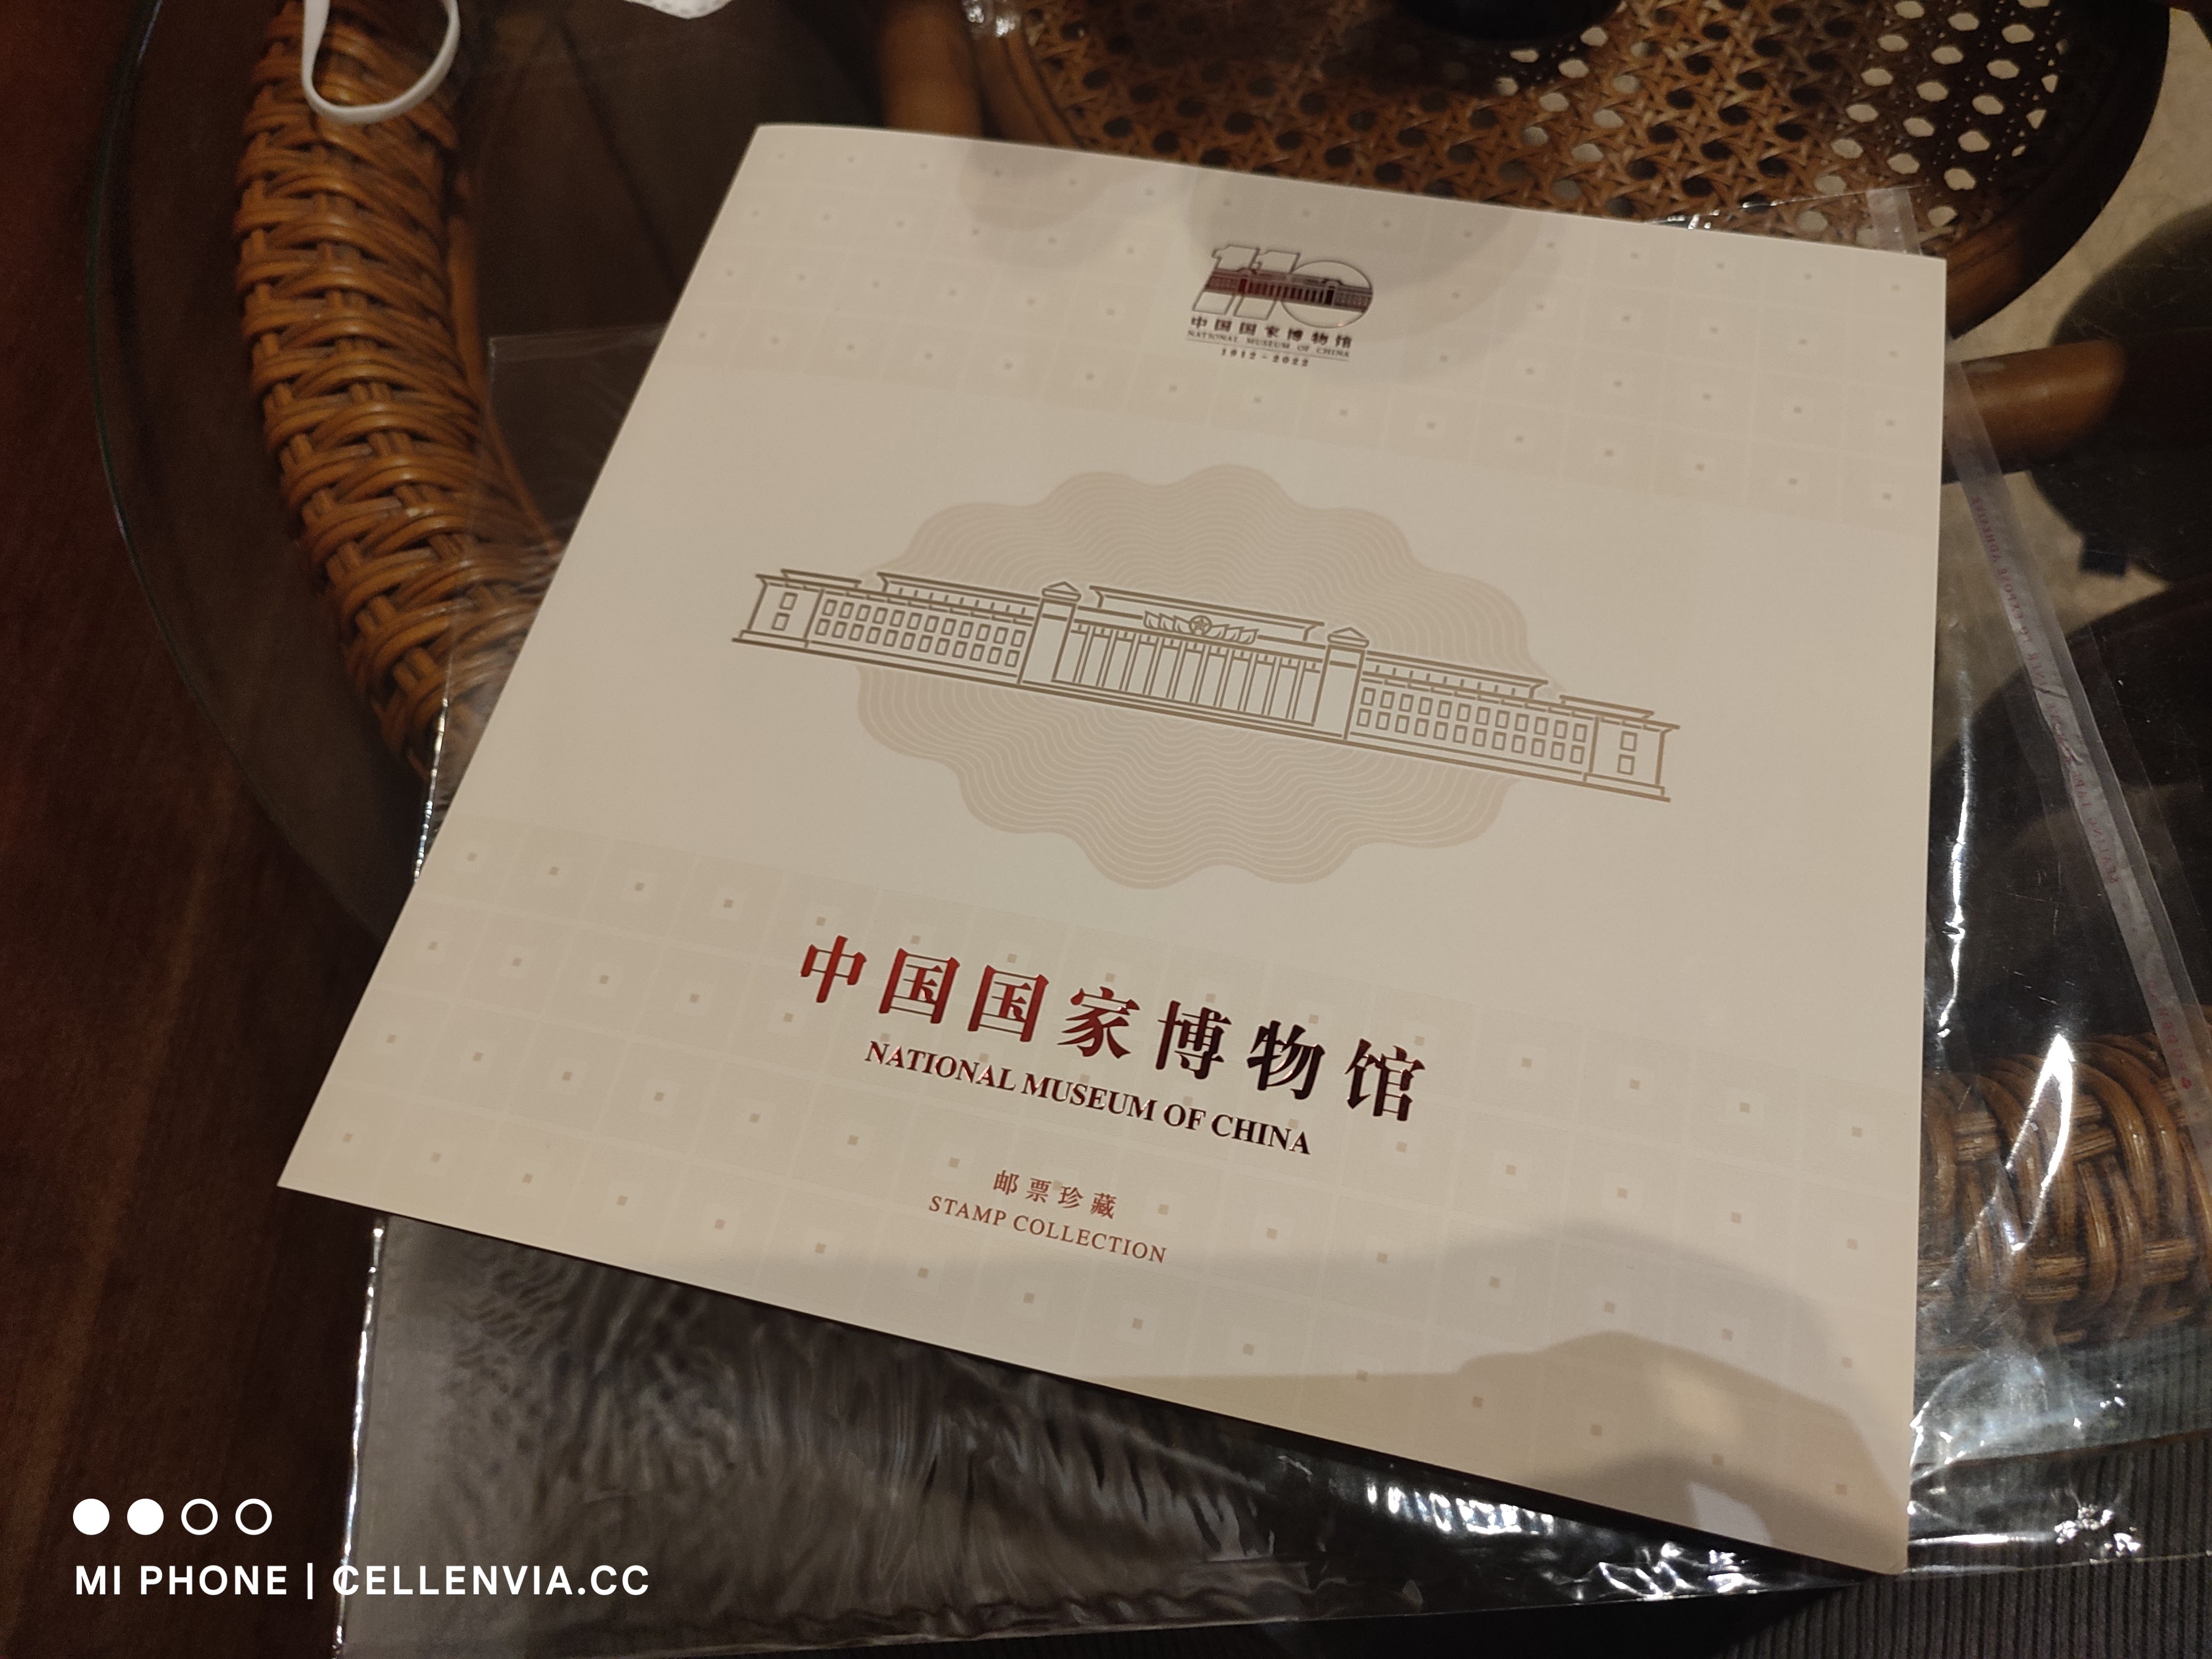 110
中国国家博物馆
NATIONAL MUSEUM OF CHINA
1912-2022
中国国家博物馆
NATIONAL MUSEUM OF CHINA
邮票珍藏
STAMP COLLECTION
MI PHONE | CELLENVIA.CC